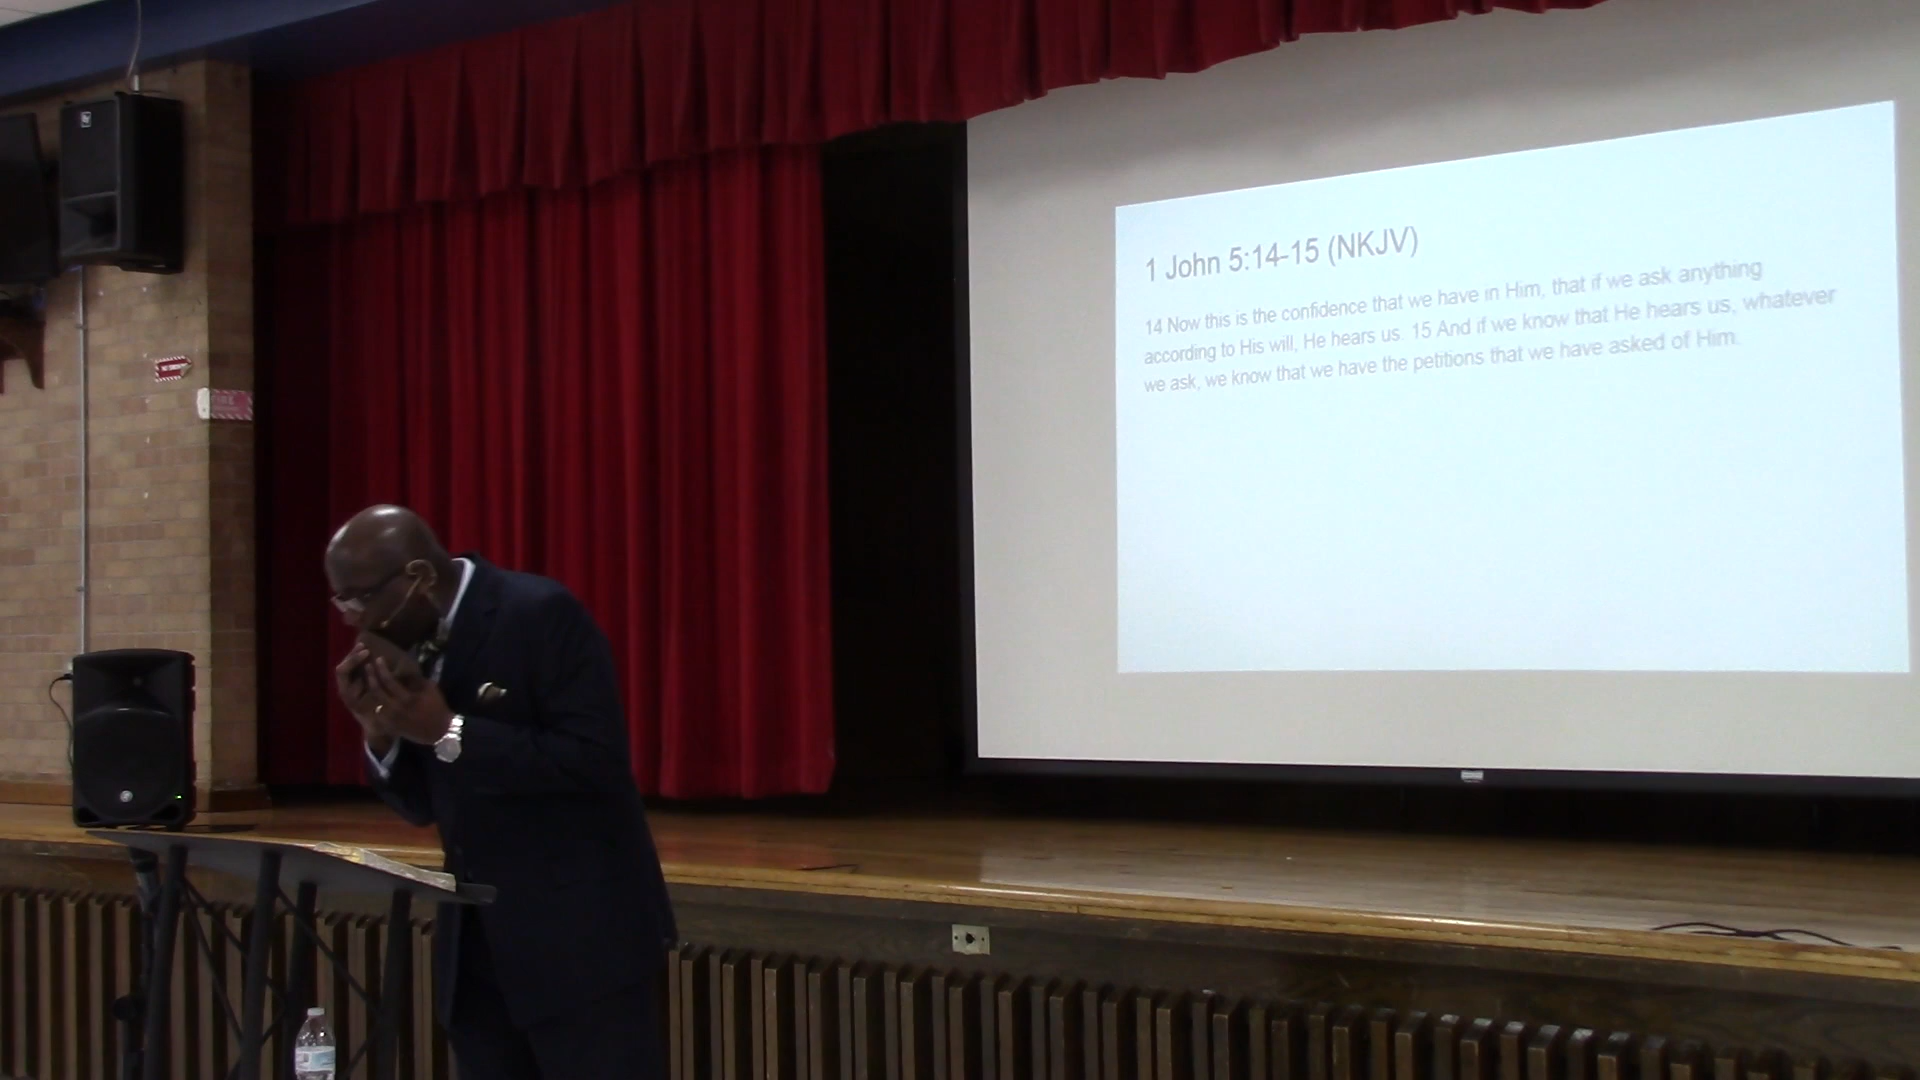 1 John 5:14-15 (NKJV)
14 Now this is the confidence that we have in Him, that if we ask anything
according to His will, He hears us. 15 And if we know that He hears us, whatever
we ask, we know that we have the petitions that we have asked of Him.
FIRE